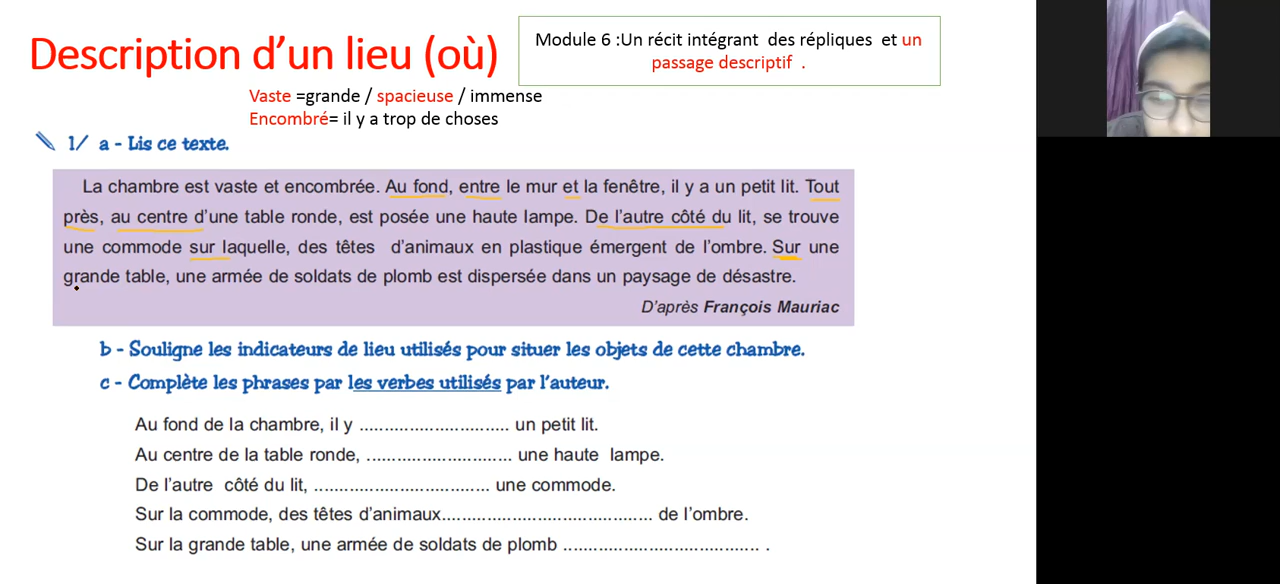 Description d'un lieu (où)
Module 6 :Un récit intégrant des répliques et un
passage descriptif .
Vaste =grande / spacieuse / immense
Encombré= il y a trop de choses
1/ a - Lis ce texte.
La chambre est vaste et encombrée. Au fond, entre le mur et la fenêtre, il y a un petit lit. Tout
près, au centre d'une table ronde, est posée une haute lampe. De l'autre côté du lit, se trouve
une commode sur laquelle, des têtes d'animaux en plastique émergent de l'ombre. Sur une
grande table, une armée de soldats de plomb est dispersée dans un paysage de désastre.
D'après François Mauriac
b - Souligne les indicateurs de lieu utilisés pour situer les objets de cette chambre.
c - Complète les phrases par les verbes utilisés par l'auteur.
Au fond de la chambre, il y .............................. un petit lit.
Au centre de la table ronde, ............................. une haute lampe.
De l'autre côté du lit, ................................... une commode.
Sur la commode, des têtes d'animaux.......................................... de l'ombre.
Sur la grande table, une armée de soldats de plomb ....................................... .